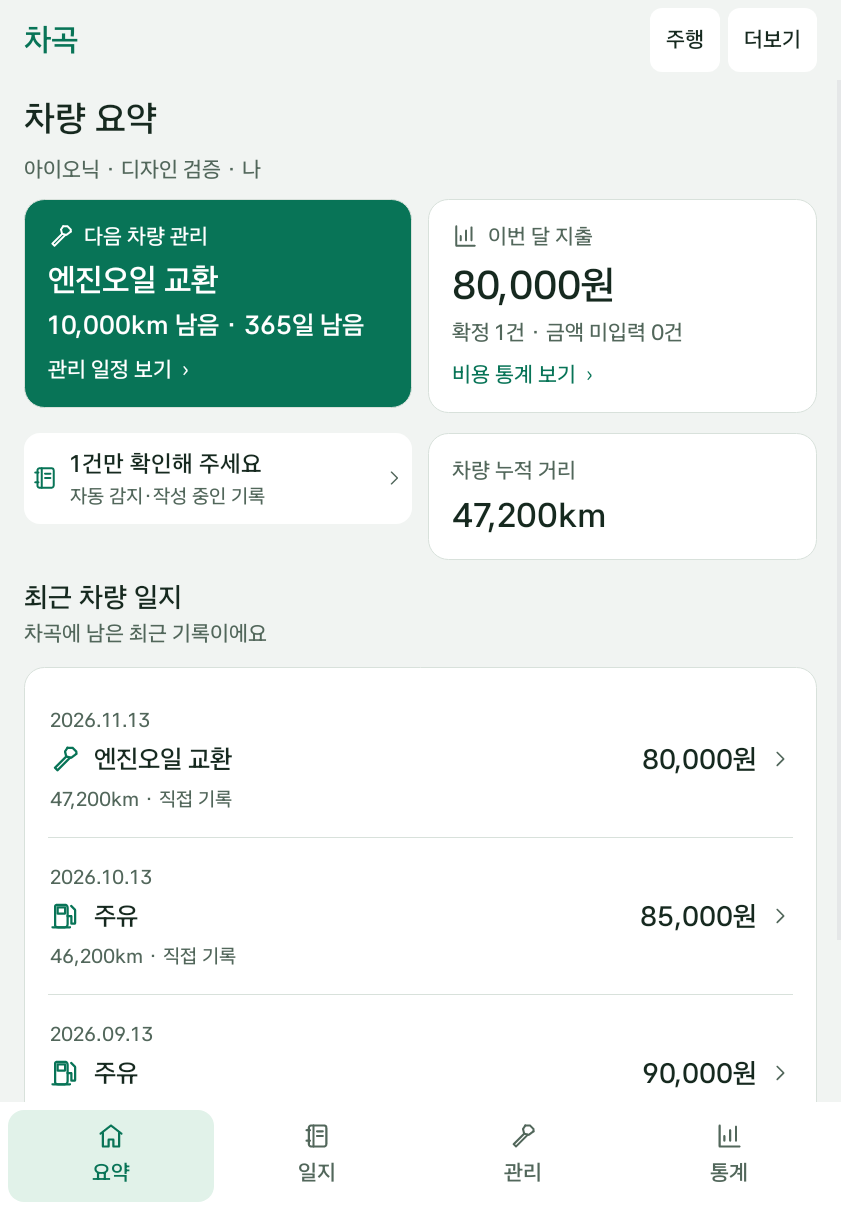 차곡
주행
더보기
차량 요약
아이오닉 · 디자인 검증 · 나
다음 차량 관리
엔진오일 교환
10,000km 남음 · 365일 남음
관리 일정 보기 ›
이번 달 지출
80,000원
확정 1건 · 금액 미입력 0건
비용 통계 보기 ›
1건만 확인해 주세요
자동 감지·작성 중인 기록
차량 누적 거리
47,200km
최근 차량 일지
차곡에 남은 최근 기록이에요
2026.11.13
엔진오일 교환
80,000원
47,200km · 직접 기록
2026.10.13
주유
85,000원
46,200km · 직접 기록
2026.09.13
주유
90,000원
요약
일지
관리
통계